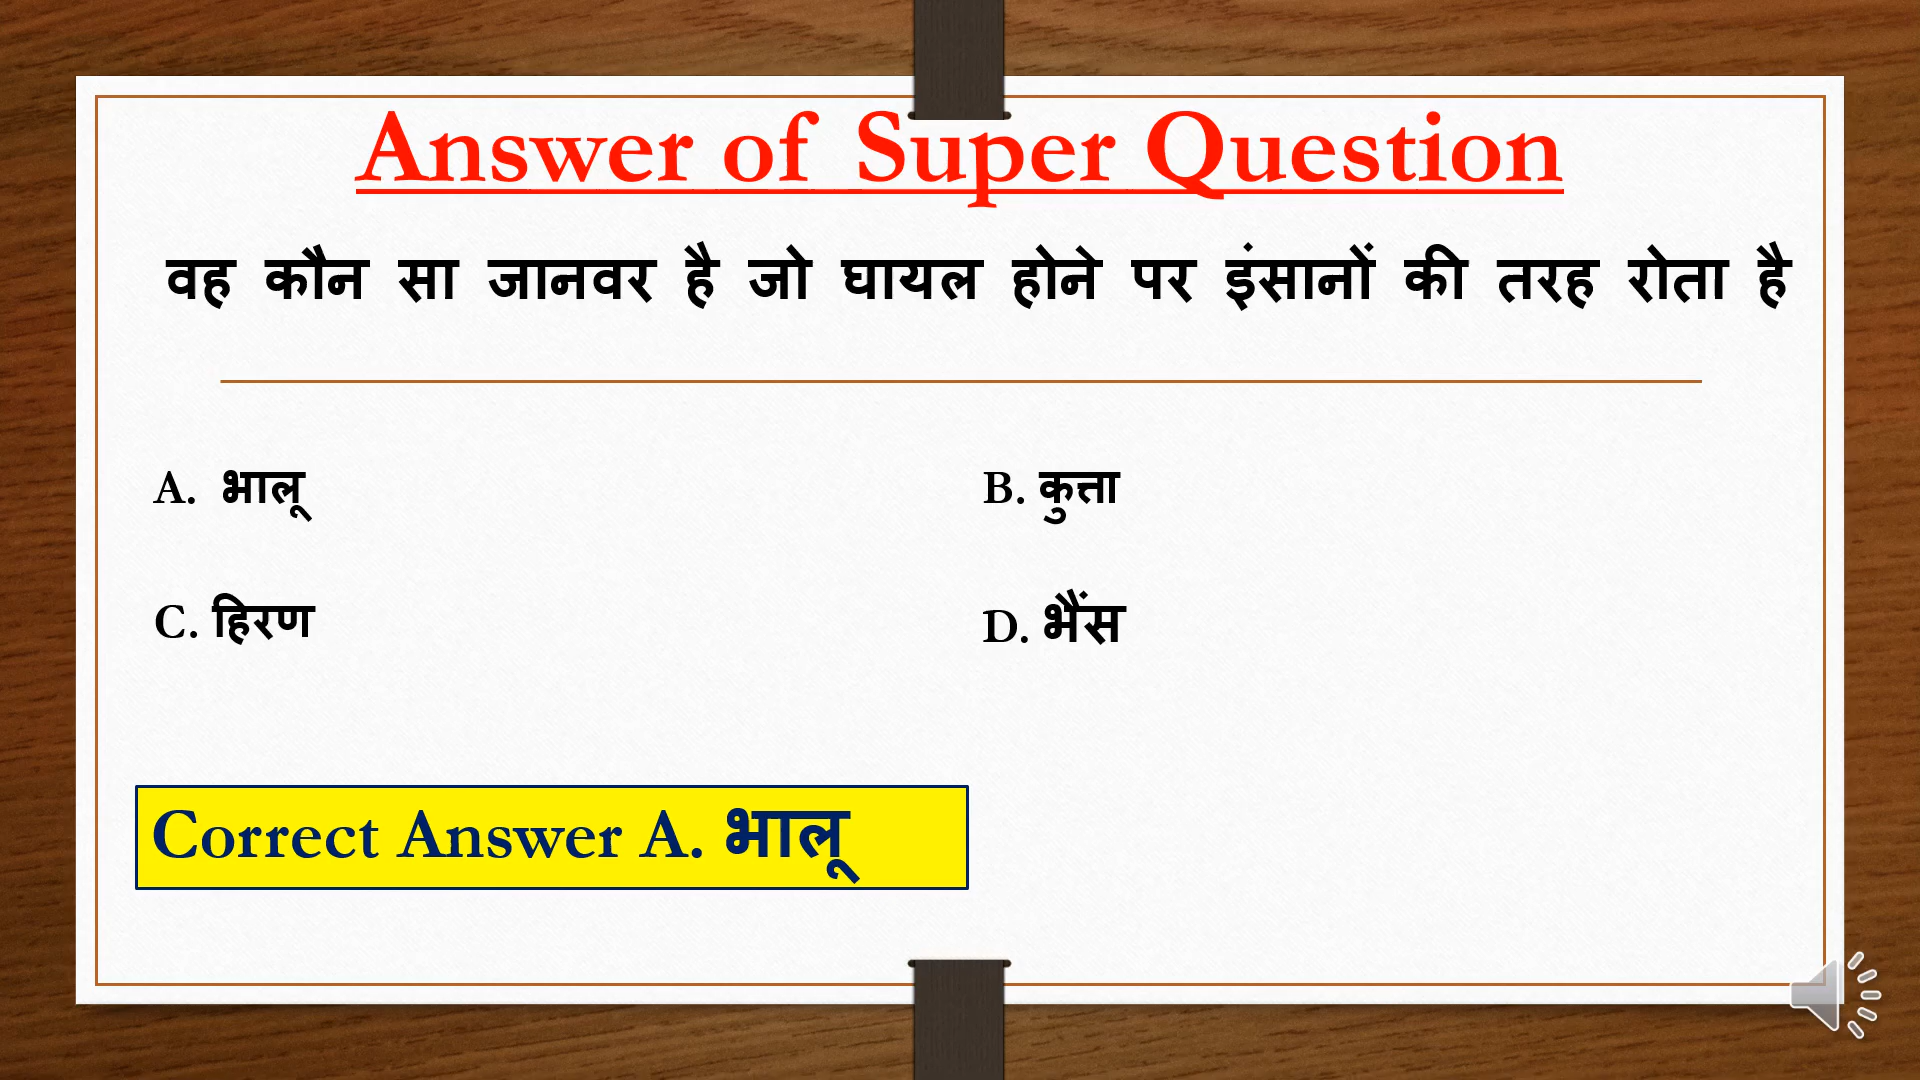 Answer of Super Question
वह कौन सा जानवर है जो घायल होने पर इंसानों की तरह रोता है
A. भालू
B. कुत्ता
C. हिरण
D. भैंस
Correct Answer A. भालू